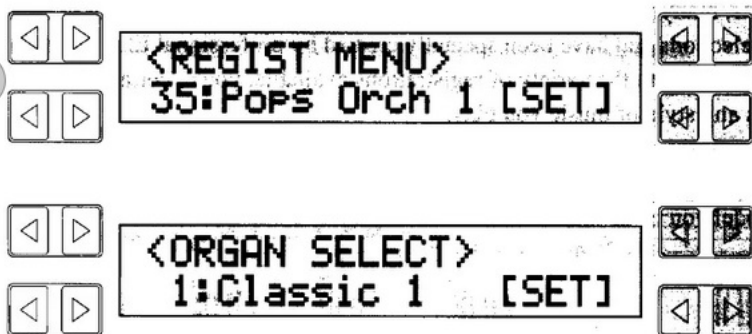 <REGIST MENU>
35:Pops Orch 1 [SET]
<ORGAN SELECT>
1:Classic 1 [SET]